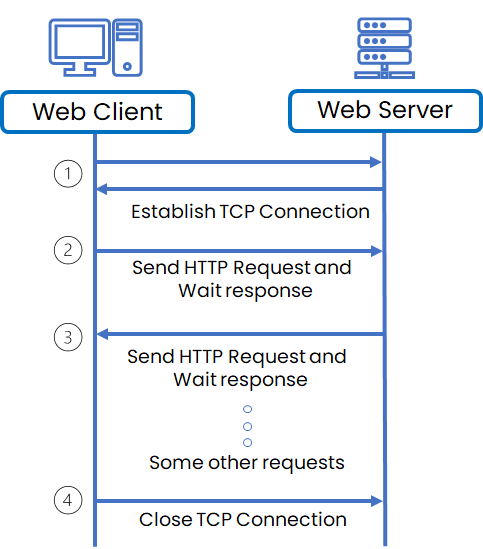 Web Client
Web Server
1
Establish TCP Connection
2
Send HTTP Request and
Wait response
3
Send HTTP Request and
Wait response
Some other requests
4
Close TCP Connection